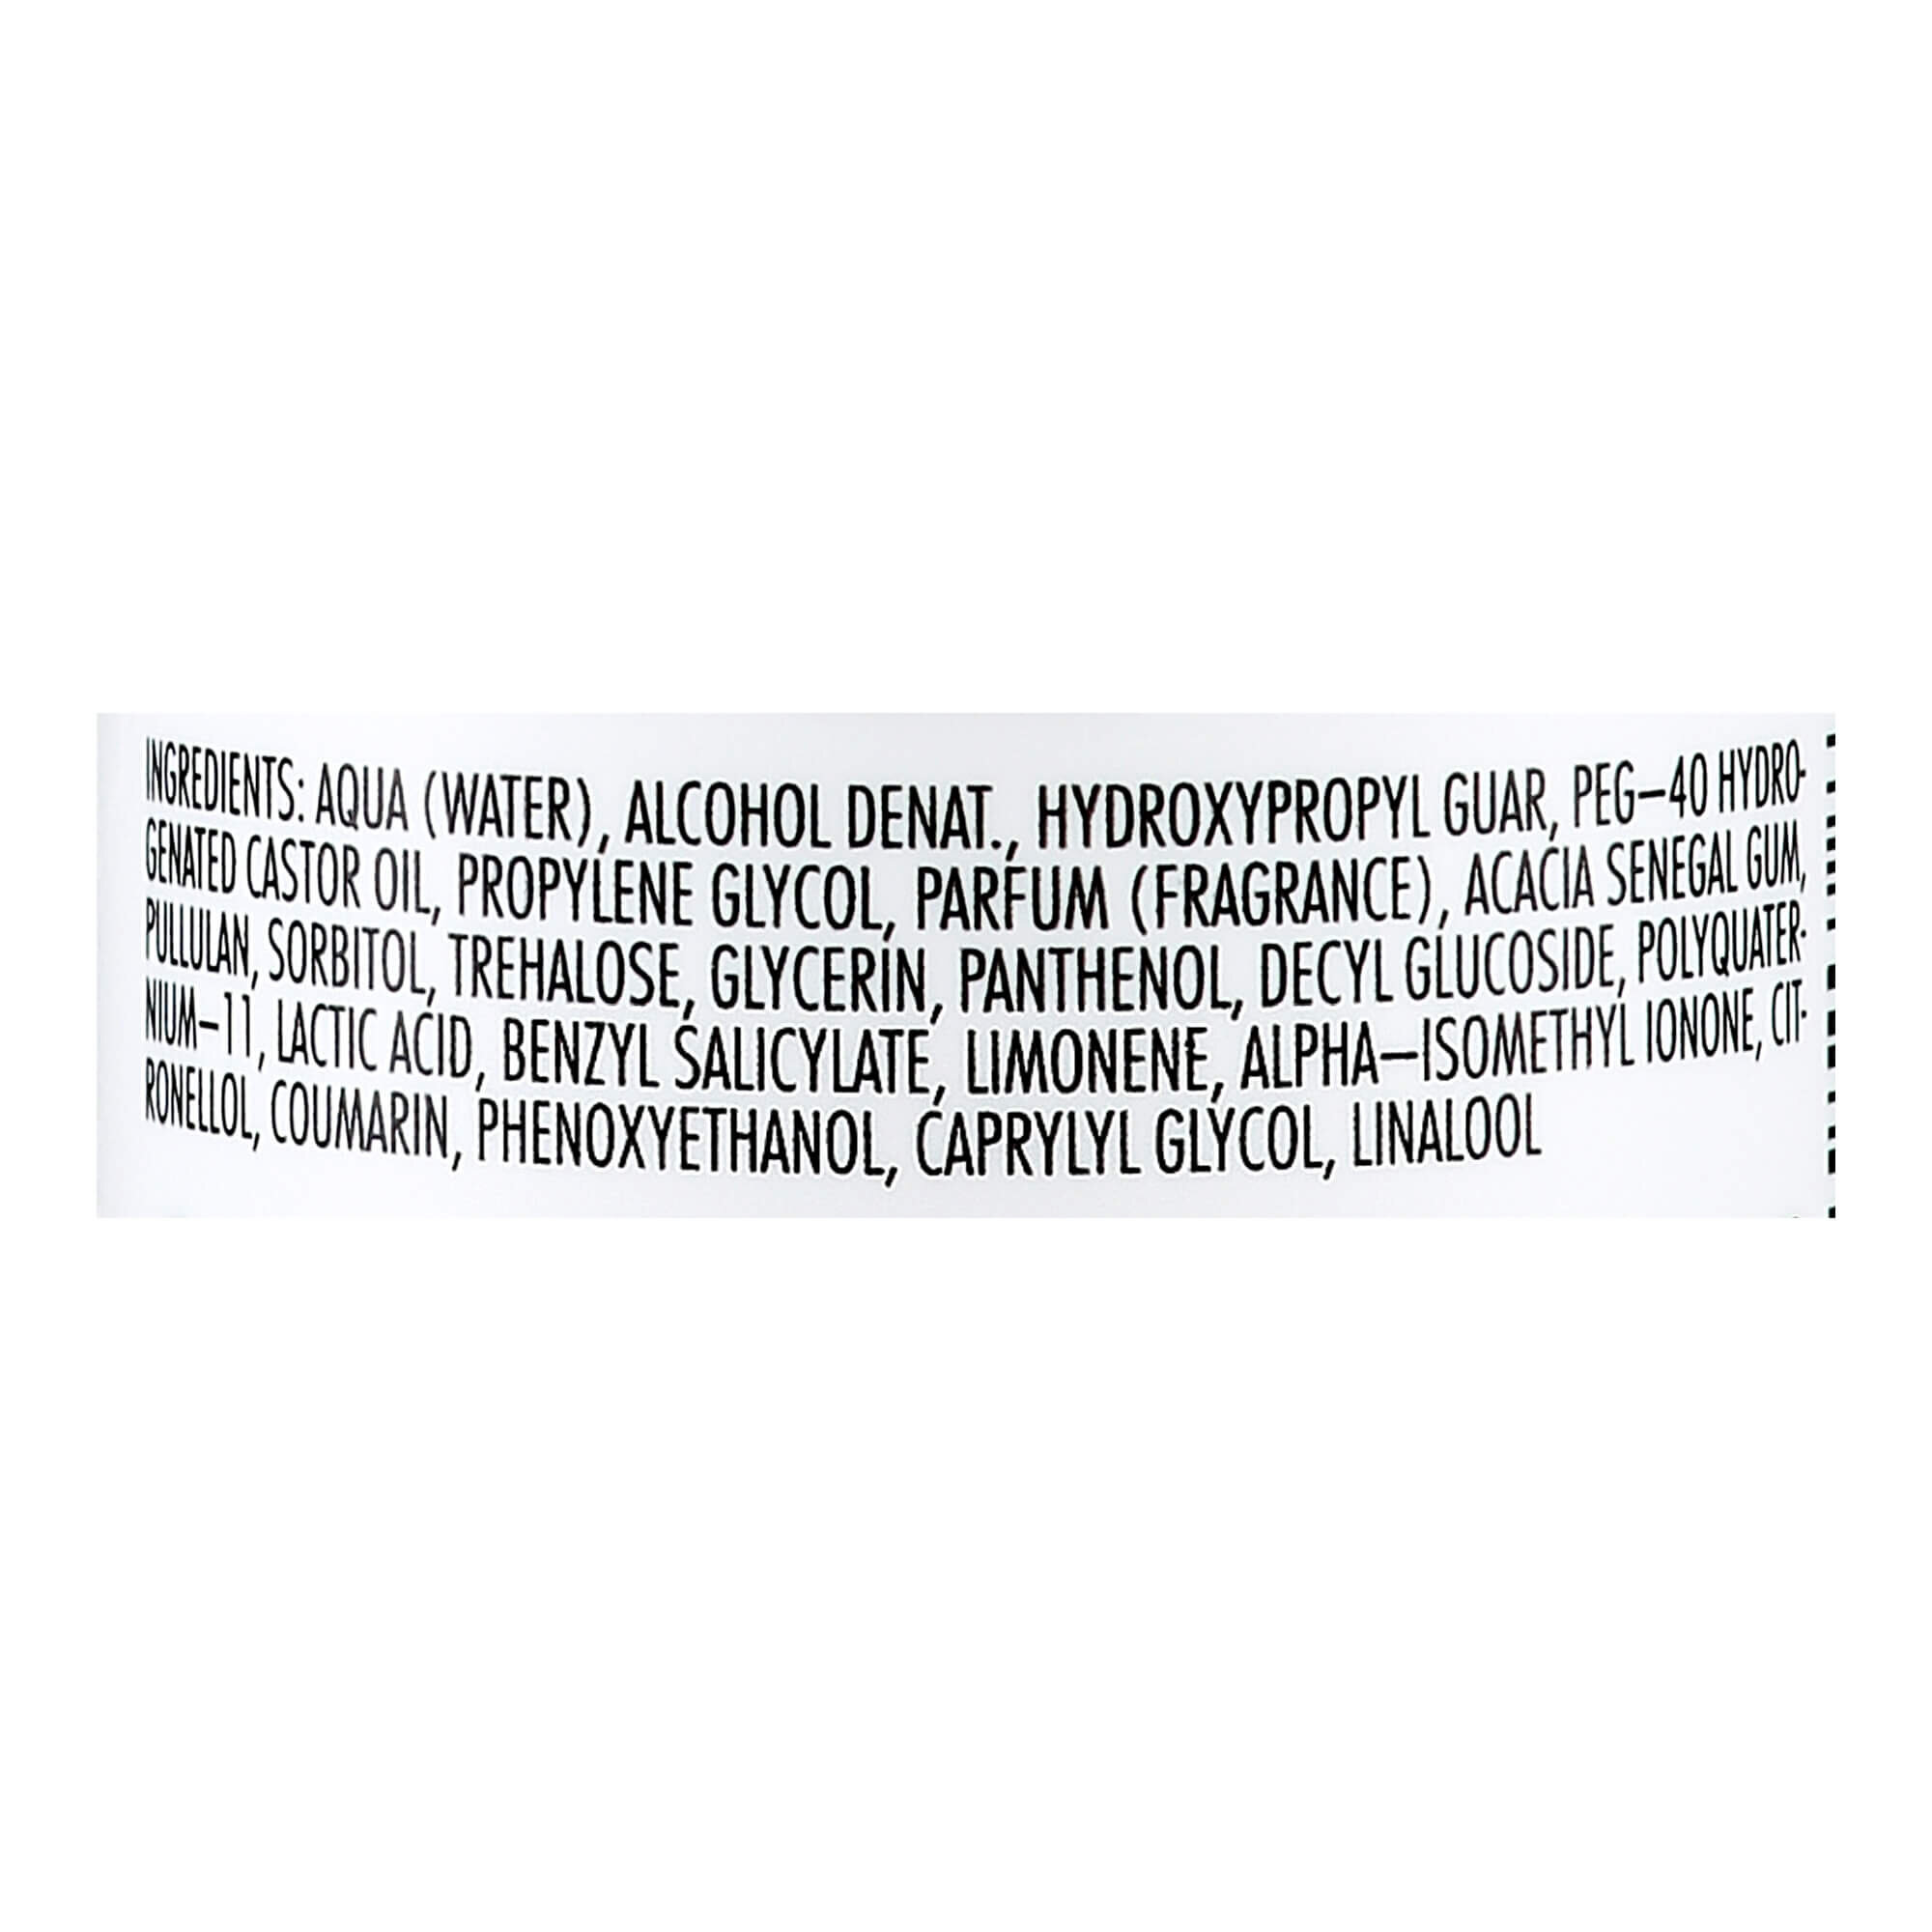 INGREDIENTS: AQUA (WATER), ALCOHOL DENAT., HYDROXYPROPYL GUAR, PEG–40 HYDRO-
GENATED CASTOR OIL, PROPYLENE GLYCOL, PARFUM (FRAGRANCE), ACACIA SENEGAL GUM,
PULLULAN, SORBITOL, TREHALOSE, GLYCERIN, PANTHENOL, DECYL GLUCOSIDE, POLYQUATER-
NIUM–11, LACTIC ACID, BENZYL SALICYLATE, LIMONENE, ALPHA–ISOMETHYL IONONE, CIT-
RONELLOL, COUMARIN, PHENOXYETHANOL, CAPRYLYL GLYCOL, LINALOOL